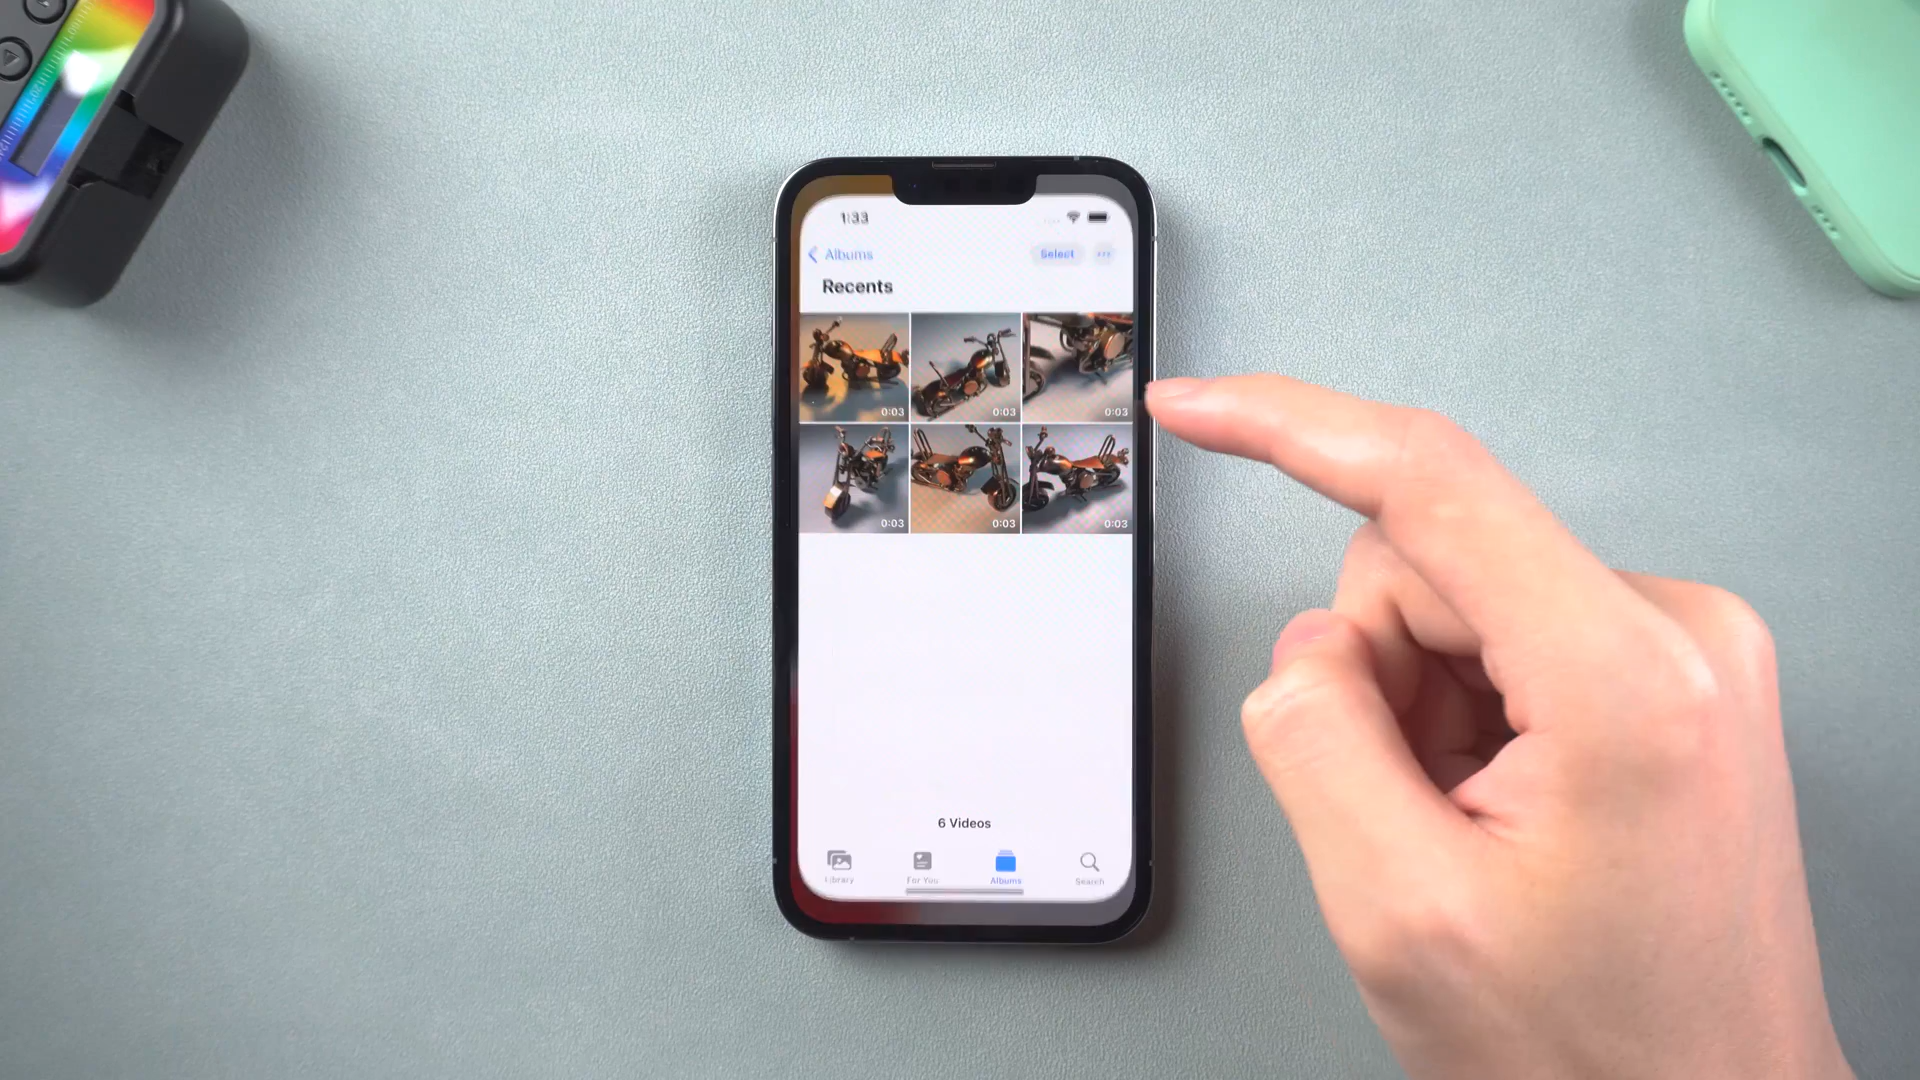 1:33
Albums
Select
Recents
0:03
0:03
0:03
0:03
0:03
0:03
6 Videos
Library
For You
Albums
Search